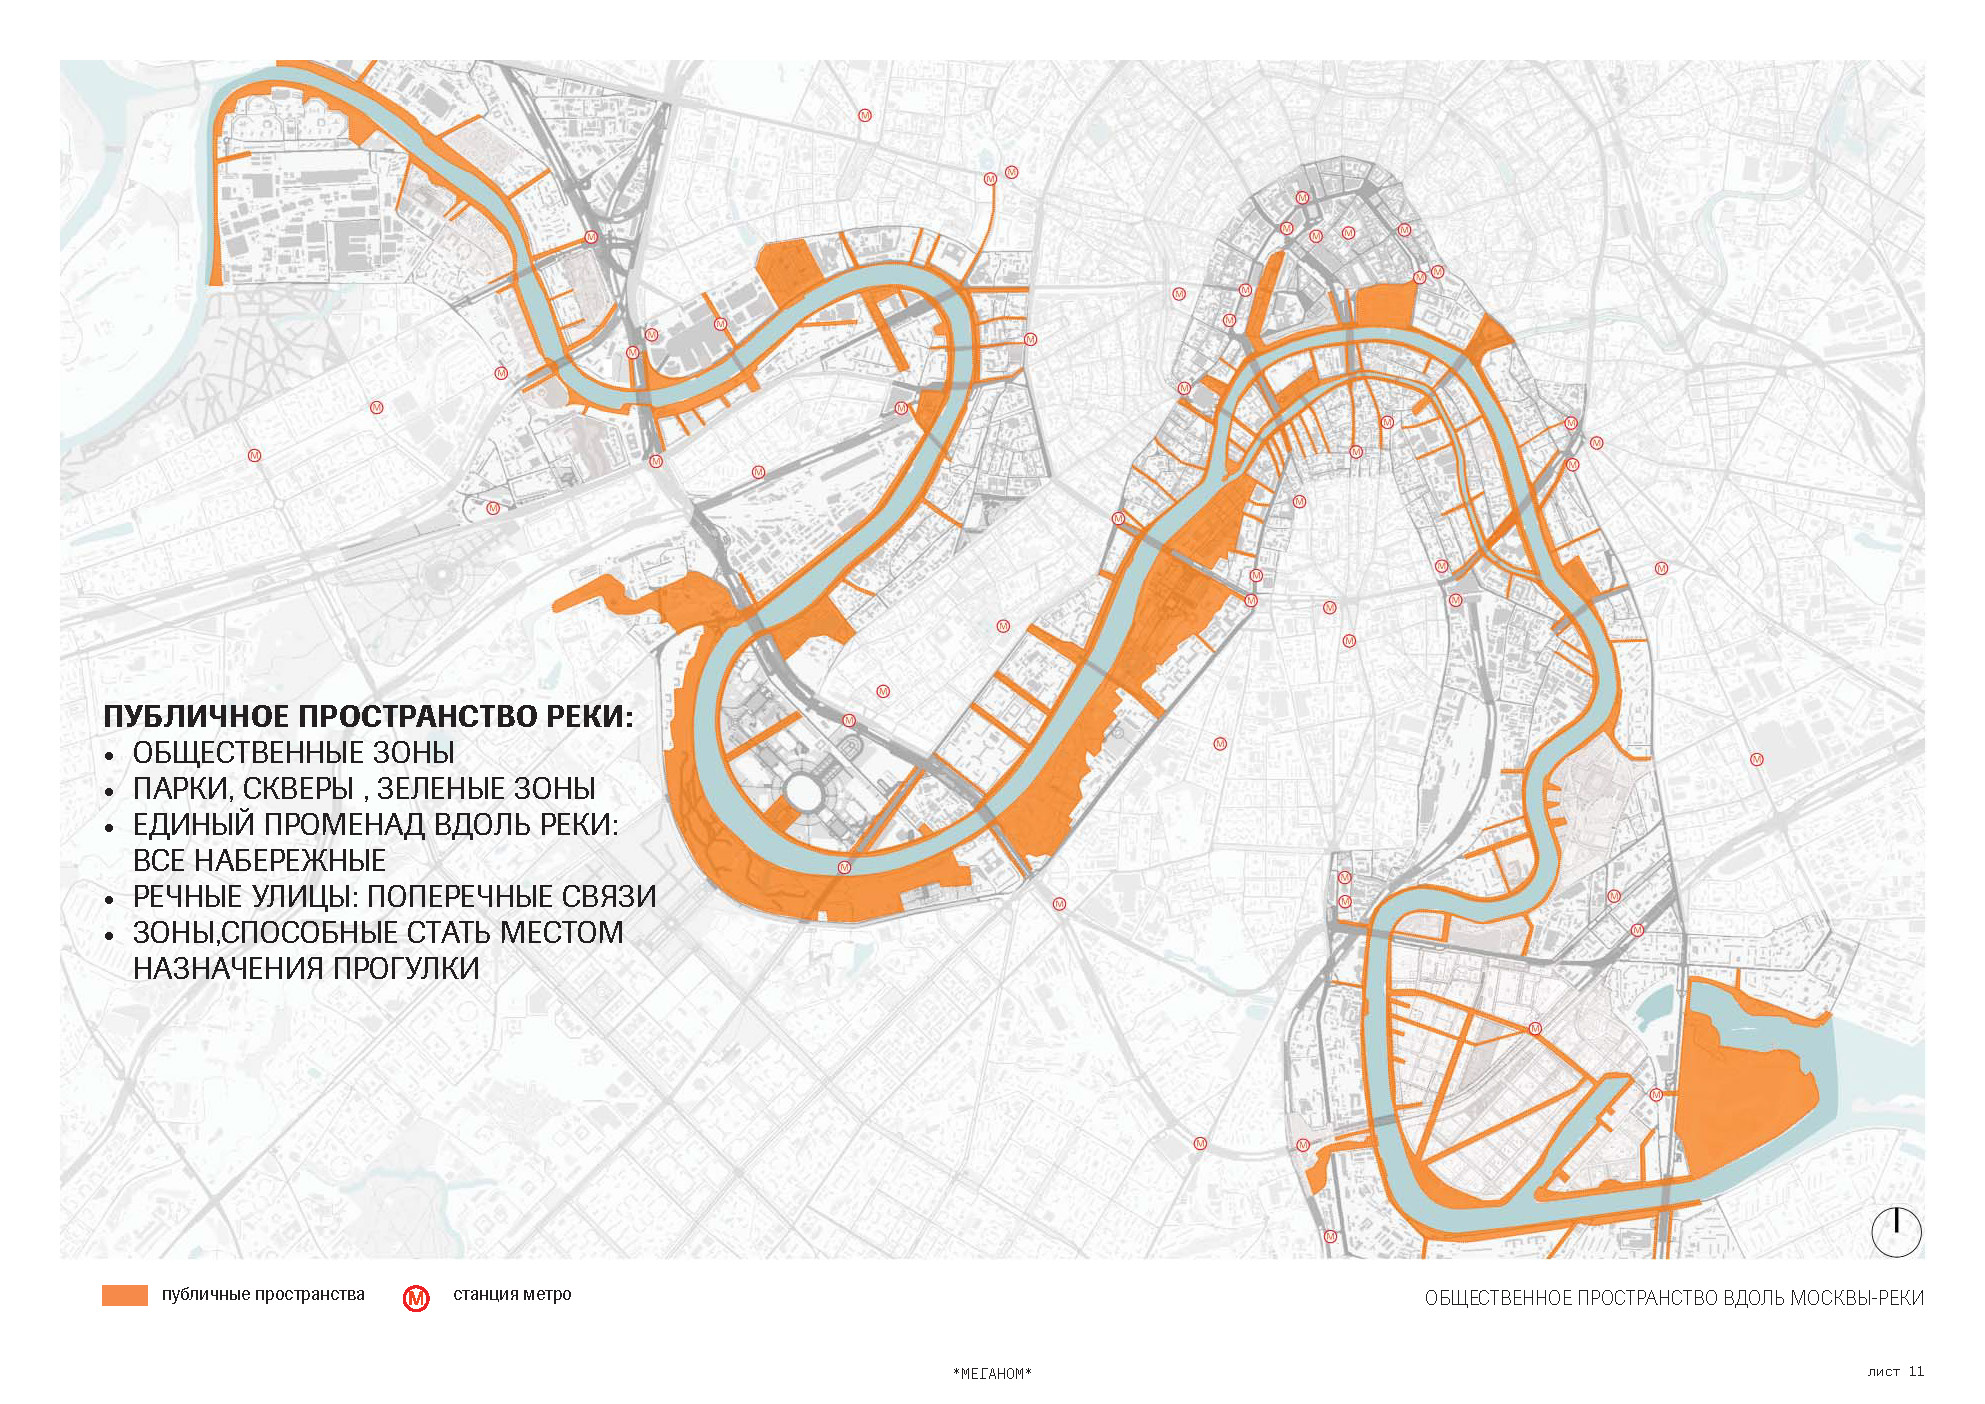 ПУБЛИЧНОЕ ПРОСТРАНСТВО РЕКИ:
• ОБЩЕСТВЕННЫЕ ЗОНЫ
• ПАРКИ, СКВЕРЫ , ЗЕЛЕНЫЕ ЗОНЫ
• ЕДИНЫЙ ПРОМЕНАД ВДОЛЬ РЕКИ:
ВСЕ НАБЕРЕЖНЫЕ
• РЕЧНЫЕ УЛИЦЫ: ПОПЕРЕЧНЫЕ СВЯЗИ
• ЗОНЫ,СПОСОБНЫЕ СТАТЬ МЕСТОМ
НАЗНАЧЕНИЯ ПРОГУЛКИ
публичные пространства
М станция метро
ОБЩЕСТВЕННОЕ ПРОСТРАНСТВО ВДОЛЬ МОСКВЫ-РЕКИ
*МЕГАНОМ*
лист 11